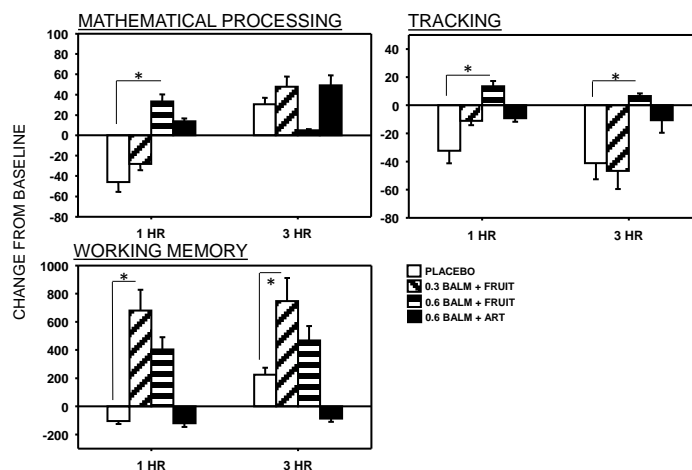 MATHEMATICAL PROCESSING
100
80
60
40
20
0
-20
-40
-60
-80
*
1 HR
3 HR
TRACKING
40
20
0
-20
-40
-60
-80
*
*
1 HR
3 HR
CHANGE FROM BASELINE
WORKING MEMORY
1000
800
600
400
200
0
-200
*
*
1 HR
3 HR
PLACEBO
0.3 BALM + FRUIT
0.6 BALM + FRUIT
0.6 BALM + ART